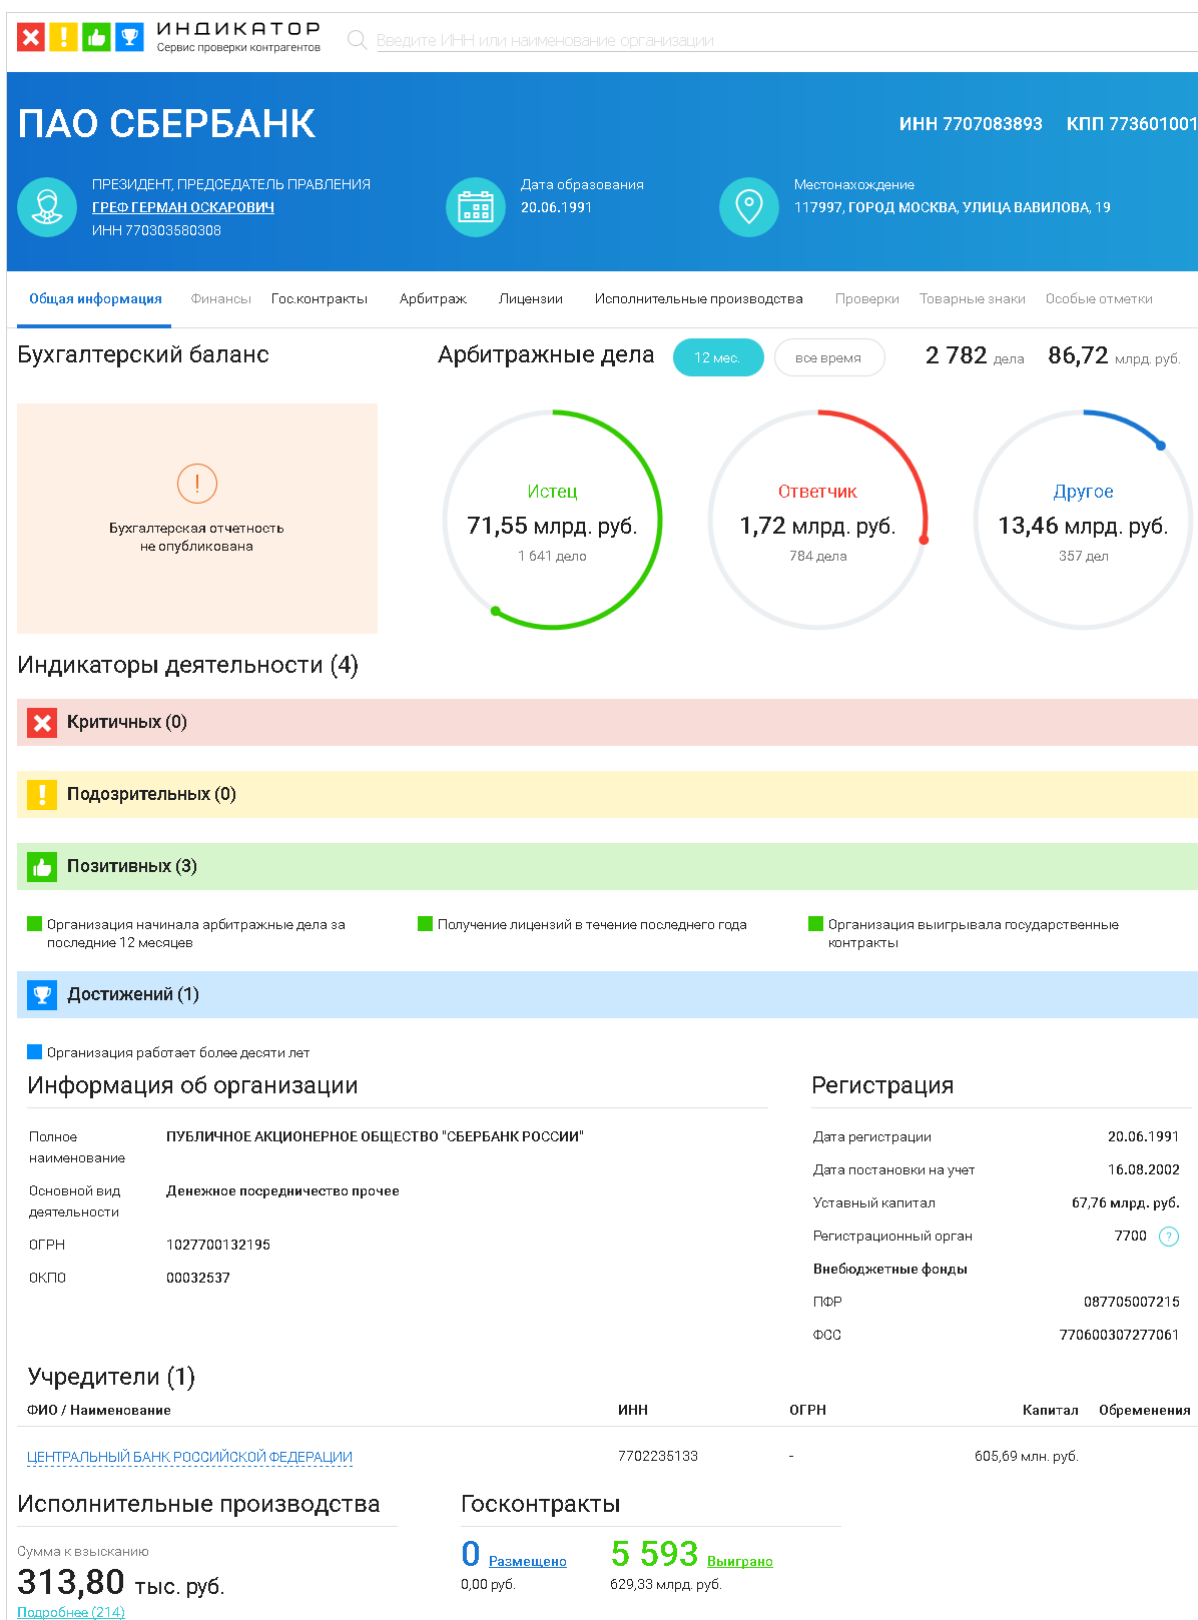 ИНДИКАТОР
Сервис проверки контрагентов
Введите ИНН или наименование организации
ПАО СБЕРБАНК
ИНН 7707083893 КПП 773601001
ПРЕЗИДЕНТ, ПРЕДСЕДАТЕЛЬ ПРАВЛЕНИЯ
ГРЕФ ГЕРМАН ОСКАРОВИЧ
ИНН 770303580308
Дата образования
20.06.1991
Местонахождение
117997, ГОРОД МОСКВА, УЛИЦА ВАВИЛОВА, 19
Общая информация Финансы Гос.контракты Арбитраж Лицензии Исполнительные производства Проверки Товарные знаки Особые отметки
Бухгалтерский баланс
Бухгалтерская отчетность
не опубликована
Арбитражные дела 12 мес. все время 2 782 дела 86,72 млрд. руб.
Истец
71,55 млрд. руб.
1 641 дело
Ответчик
1,72 млрд. руб.
784 дела
Другое
13,46 млрд. руб.
357 дел
Индикаторы деятельности (4)
Критичных (0)
Подозрительных (0)
Позитивных (3)
Организация начинала арбитражные дела за
последние 12 месяцев
Получение лицензий в течение последнего года
Организация выигрывала государственные
контракты
Достижений (1)
Организация работает более десяти лет
Информация об организации
Полное
наименование
ПУБЛИЧНОЕ АКЦИОНЕРНОЕ ОБЩЕСТВО "СБЕРБАНК РОССИИ"
Основной вид
деятельности
Денежное посредничество прочее
ОГРН 1027700132195
ОКПО 00032537
Регистрация
Дата регистрации 20.06.1991
Дата постановки на учет 16.08.2002
Уставный капитал 67,76 млрд. руб.
Регистрационный орган 7700 ?
Внебюджетные фонды
ПФР 087705007215
ФСС 770600307277061
Учредители (1)
ФИО / Наименование ИНН ОГРН Капитал Обременения
ЦЕНТРАЛЬНЫЙ БАНК РОССИЙСКОЙ ФЕДЕРАЦИИ 7702235133 - 605,69 млн. руб.
Исполнительные производства
Сумма к взысканию
313,80 тыс. руб.
Подробнее (214)
Госконтракты
0 Размещено
0,00 руб.
5 593 Выиграно
629,33 млрд. руб.